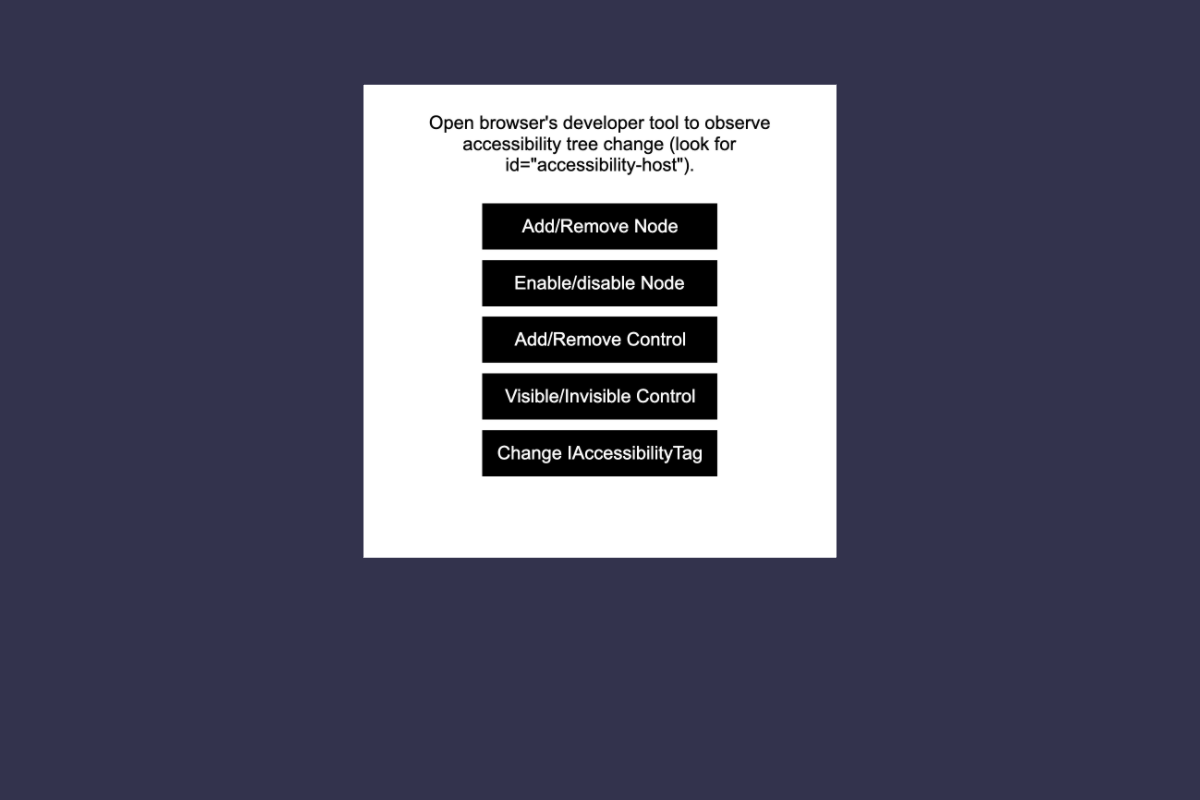 Open browser's developer tool to observe
accessibility tree change (look for
id="accessibility-host").
Add/Remove Node
Enable/disable Node
Add/Remove Control
Visible/Invisible Control
Change IAccessibilityTag